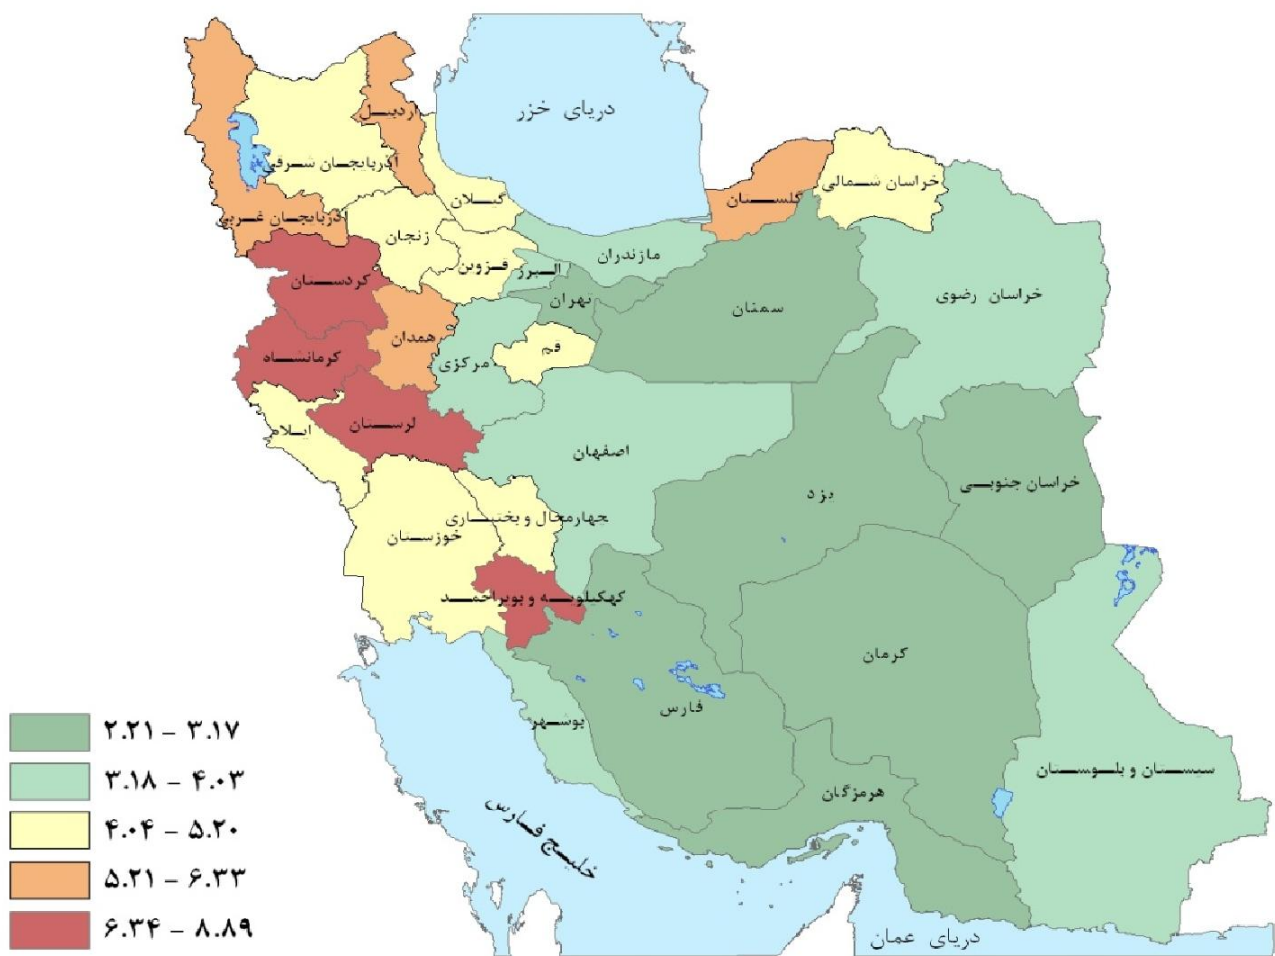 دریای خزر
اردبیل
آذربایجان شرقی
آذربایجان غربی
گیلان
گلستان
خراسان شمالی
زنجان
قزوین
البرز
مازندران
تهران
سمنان
خراسان رضوی
کردستان
همدان
قم
مرکزی
کرمانشاه
لرستان
ایلام
اصفهان
یزد
خراسان جنوبی
چهارمحال و بختیاری
خوزستان
کهکیلویه و بویراحمد
کرمان
فارس
بوشهر
هرمزگان
سیستان و بلوچستان
خلیج فارس
دریای عمان
۲.۲۱ – ۳.۱۷
۳.۱۸ – ۴.۰۳
۴.۰۴ – ۵.۲۰
۵.۲۱ – ۶.۳۳
۶.۳۴ – ۸.۸۹